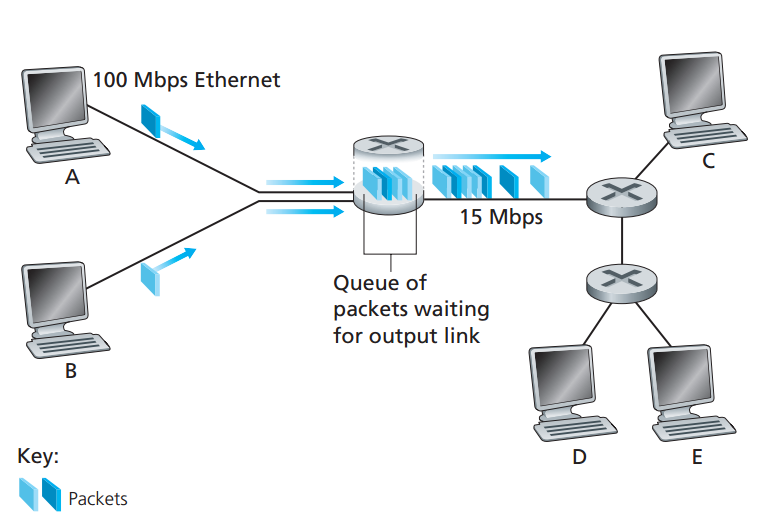 100 Mbps Ethernet
A
C
15 Mbps
Queue of
packets waiting
for output link
B
D
E
Key:
Packets